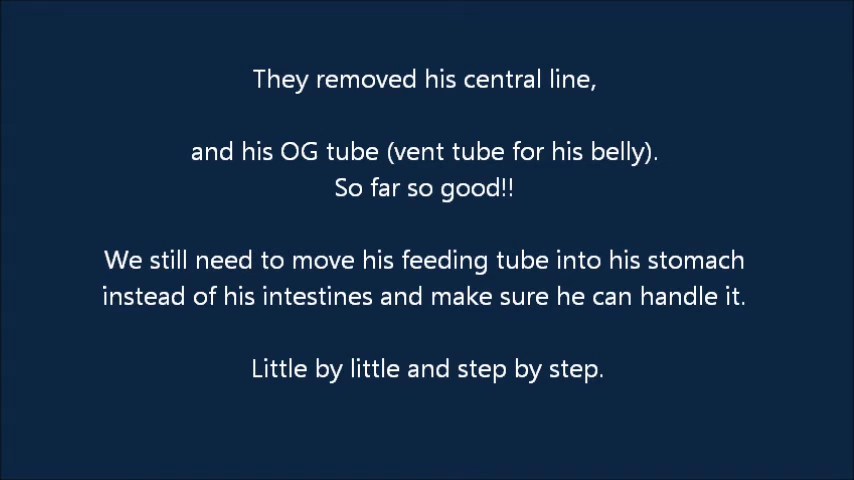 They removed his central line,
and his OG tube (vent tube for his belly).
So far so good!!
We still need to move his feeding tube into his stomach
instead of his intestines and make sure he can handle it.
Little by little and step by step.